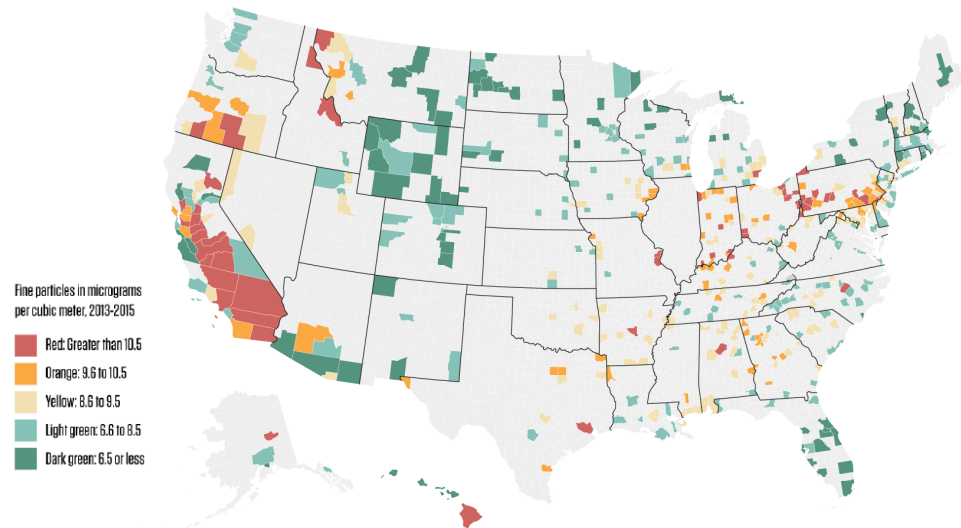 Fine particles in micrograms
per cubic meter, 2013-2015
Red: Greater than 10.5
Orange: 9.6 to 10.5
Yellow: 8.6 to 9.5
Light green: 6.6 to 8.5
Dark green: 6.5 or less